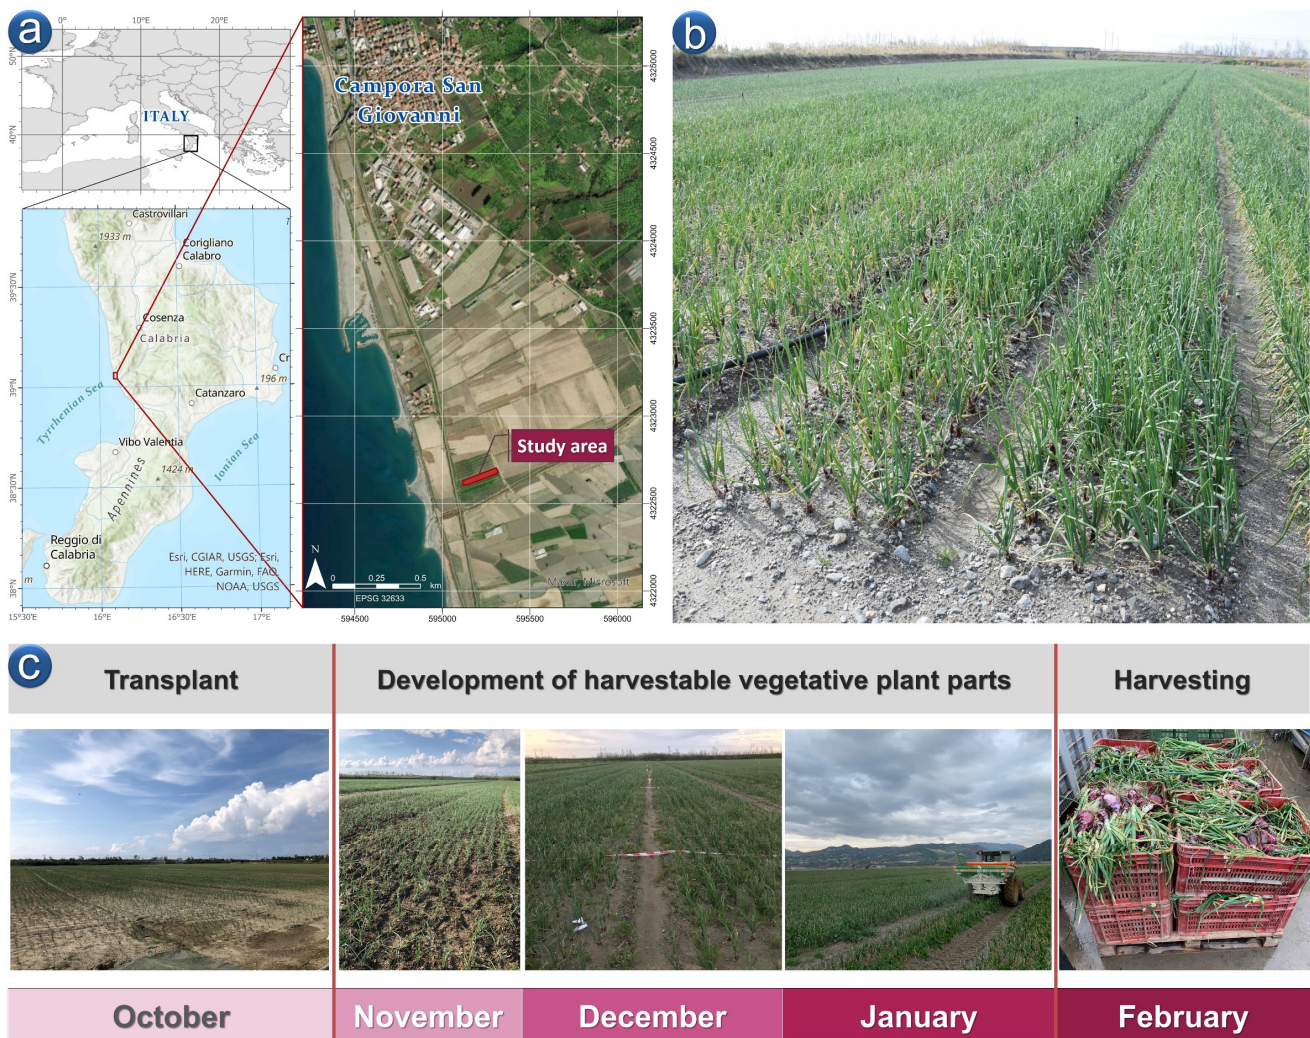 a
0°
10°E
20°E
50°N
40°N
ITALY
Castrovillari
1933 m
Corigliano
Calabro
Cosenza
Calabria
Cr
196 m
Catanzaro
Tyrrhenian Sea
Vibo Valentia
Ionian Sea
1424 m
Apennines
Reggio di
Calabria
m
Esri, CGIAR, USGS, Esri,
HERE, Garmin, FAO,
NOAA, USGS
39°30'N
39°N
38°30'N
38°N
15°30'E
16°E
16°30'E
17°E
Campora San
Giovanni
Study area
N
0
0.25
0.5
km
EPSG 32633
Maxar, Microsoft
4325000
4324500
4324000
4323500
4323000
4322500
4322000
594500
595000
595500
596000
b
c
Transplant
Development of harvestable vegetative plant parts
Harvesting
October
November
December
January
February